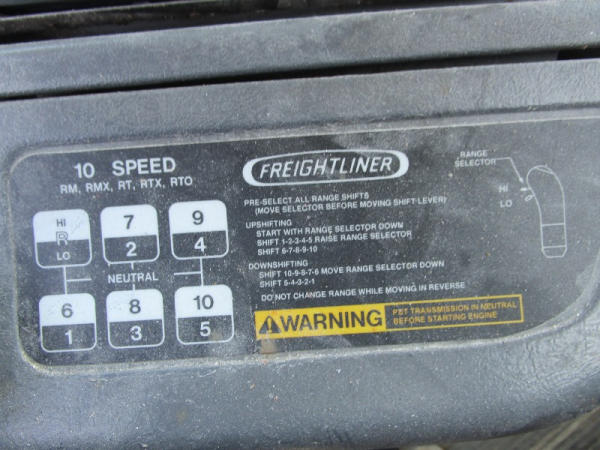 10 SPEED
RM, RMX, RT, RTX, RTO
HI
R
LO
7
2
9
4
NEUTRAL
6
1
8
3
10
5
FREIGHTLINER
PRE-SELECT ALL RANGE SHIFTS
(MOVE SELECTOR BEFORE MOVING SHIFT LEVER)
UPSHIFTING
START WITH RANGE SELECTOR DOWN
SHIFT 1-2-3-4-5 RAISE RANGE SELECTOR
SHIFT 6-7-8-9-10
DOWNSHIFTING
SHIFT 10-9-8-7-6 MOVE RANGE SELECTOR DOWN
SHIFT 5-4-3-2-1
DO NOT CHANGE RANGE WHILE MOVING IN REVERSE
WARNING
PUT TRANSMISSION IN NEUTRAL
BEFORE STARTING ENGINE
RANGE
SELECTOR
HI
LO